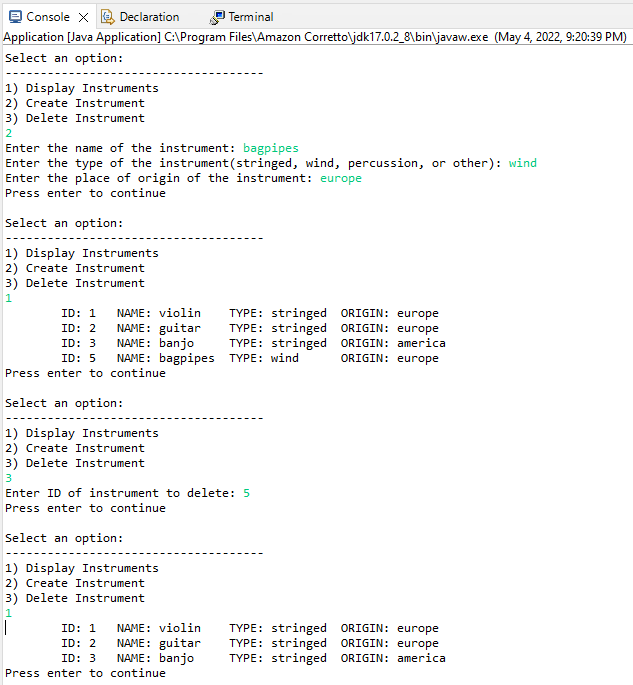 Console Declaration Terminal
Application [Java Application] C:\Program Files\Amazon Corretto\jdk17.0.2_8\bin\javaw.exe (May 4, 2022, 9:20:39 PM)
Select an option:
-------------------------------------
1) Display Instruments
2) Create Instrument
3) Delete Instrument
2
Enter the name of the instrument: bagpipes
Enter the type of the instrument(stringed, wind, percussion, or other): wind
Enter the place of origin of the instrument: europe
Press enter to continue

Select an option:
-------------------------------------
1) Display Instruments
2) Create Instrument
3) Delete Instrument
1
        ID: 1   NAME: violin    TYPE: stringed  ORIGIN: europe
        ID: 2   NAME: guitar    TYPE: stringed  ORIGIN: europe
        ID: 3   NAME: banjo     TYPE: stringed  ORIGIN: america
        ID: 5   NAME: bagpipes  TYPE: wind      ORIGIN: europe
Press enter to continue

Select an option:
-------------------------------------
1) Display Instruments
2) Create Instrument
3) Delete Instrument
3
Enter ID of instrument to delete: 5
Press enter to continue

Select an option:
-------------------------------------
1) Display Instruments
2) Create Instrument
3) Delete Instrument
1
        ID: 1   NAME: violin    TYPE: stringed  ORIGIN: europe
        ID: 2   NAME: guitar    TYPE: stringed  ORIGIN: europe
        ID: 3   NAME: banjo     TYPE: stringed  ORIGIN: america
Press enter to continue